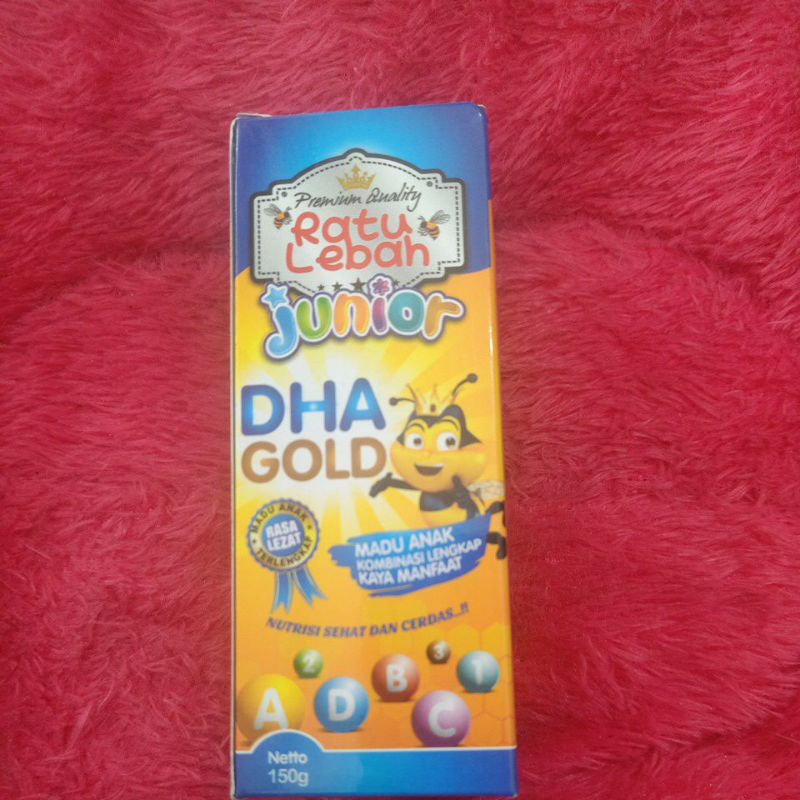 Premium Quality
Ratu
Lebah
junior
DHA
GOLD
MADU ANAK
RASA
LEZAT
TERLENGKAP
MADU ANAK
KOMBINASI LENGKAP
KAYA MANFAAT
NUTRISI SEHAT DAN CERDAS..!!
2 3
A D B C 1
Netto
150g